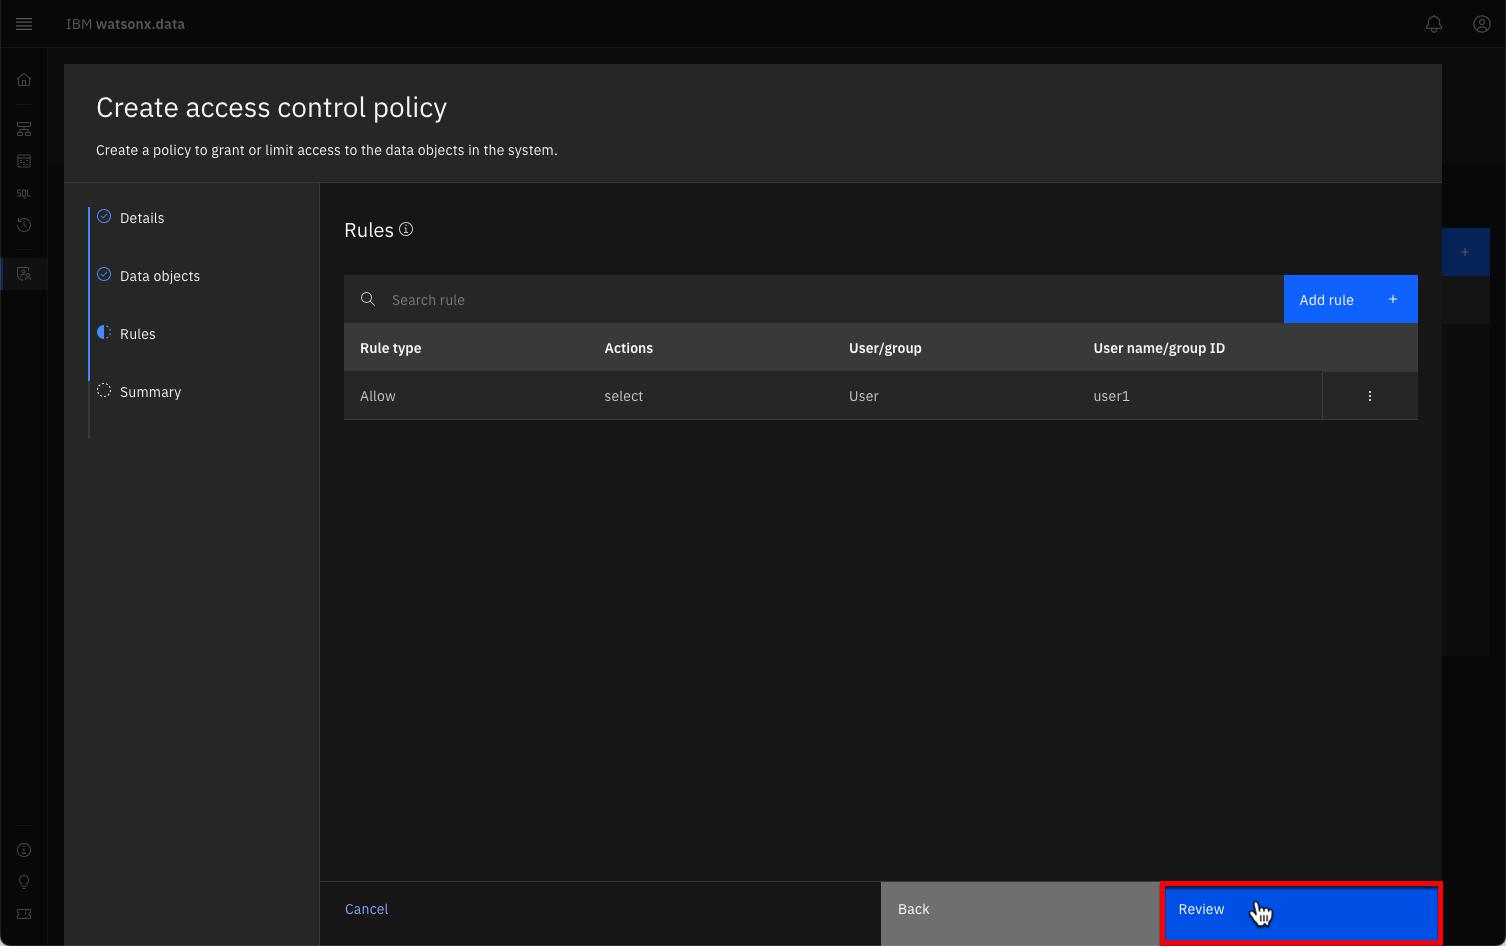 IBM watsonx.data
SQL
Create access control policy
Create a policy to grant or limit access to the data objects in the system.
Details
Data objects
Rules
Summary
Rules
Search rule
Add rule +
Rule type Actions User/group User name/group ID
Allow select User user1
Cancel Back Review